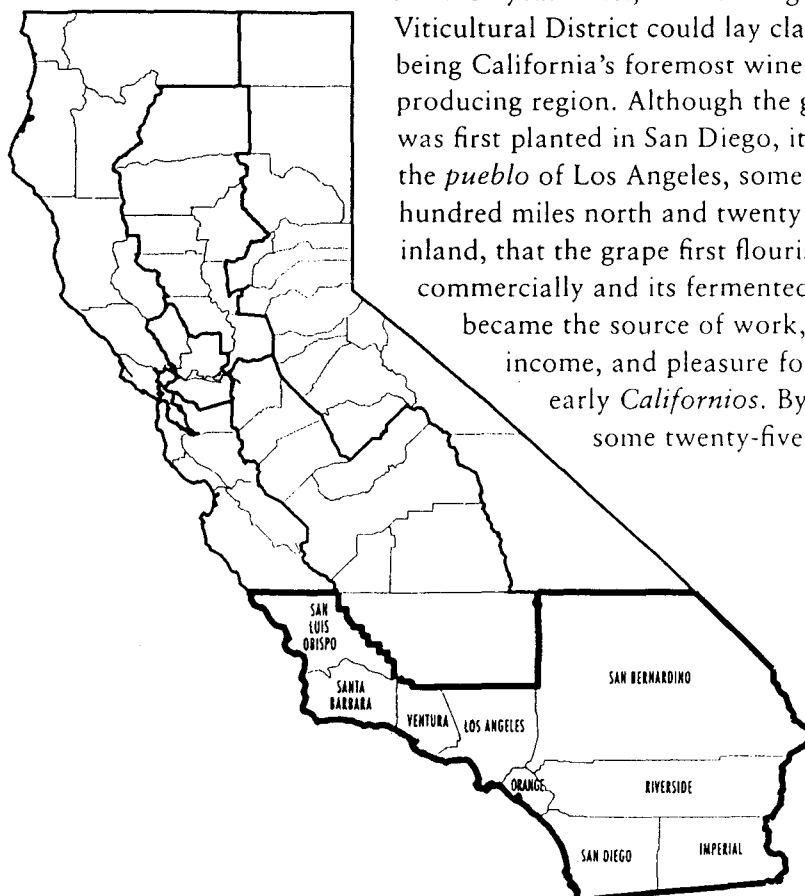 Viticultural District could lay cla
being California's foremost wine
producing region. Although the g
was first planted in San Diego, it
the pueblo of Los Angeles, some
hundred miles north and twenty
inland, that the grape first flouri
commercially and its fermented
became the source of work,
income, and pleasure fo
early Californios. By
some twenty-five
SAN
LUIS
OBISPO
SANTA
BARBARA
VENTURA
LOS ANGELES
SAN BERNARDINO
ORANGE
RIVERSIDE
SAN DIEGO
IMPERIAL